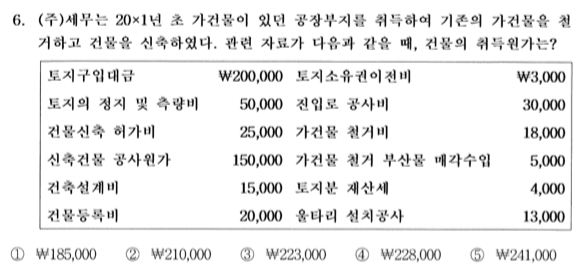 6. (주)세무는 20×1년 초 가건물이 있던 공장부지를 취득하여 기존의 가건물을 철
거하고 건물을 신축하였다. 관련 자료가 다음과 같을 때, 건물의 취득원가는?
토지구입대금 ₩200,000 토지소유권이전비 ₩3,000
토지의 정지 및 측량비 50,000 진입로 공사비 30,000
건물신축 허가비 25,000 가건물 철거비 18,000
신축건물 공사원가 150,000 가건물 철거 부산물 매각수입 5,000
건축설계비 15,000 토지분 재산세 4,000
건물등록비 20,000 울타리 설치공사 13,000
① ₩185,000 ② ₩210,000 ③ ₩223,000 ④ ₩228,000 ⑤ ₩241,000